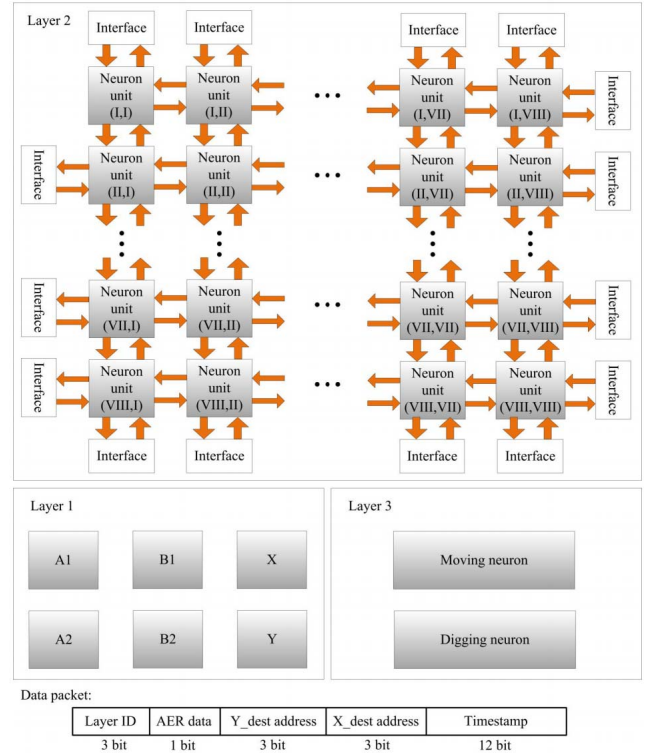 Layer 2
Interface
Interface
Interface
Interface
Neuron
unit
(I,I)
Neuron
unit
(I,II)
Neuron
unit
(I,VII)
Neuron
unit
(I,VIII)
Interface
Interface
Neuron
unit
(II,I)
Neuron
unit
(II,II)
Neuron
unit
(II,VII)
Neuron
unit
(II,VIII)
Interface
Interface
Neuron
unit
(VII,I)
Neuron
unit
(VII,II)
Neuron
unit
(VII,VII)
Neuron
unit
(VII,VIII)
Interface
Interface
Neuron
unit
(VIII,I)
Neuron
unit
(VIII,II)
Neuron
unit
(VIII,VII)
Neuron
unit
(VIII,VIII)
Interface
Interface
Interface
Interface
Interface
Layer 1
A1
B1
X
A2
B2
Y
Layer 3
Moving neuron
Digging neuron
Data packet:
Layer ID
AER data
Y_dest address
X_dest address
Timestamp
3 bit
1 bit
3 bit
3 bit
12 bit